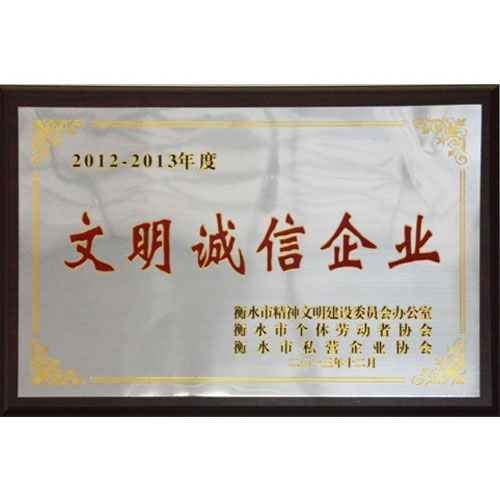 2012-2013年度
文明诚信企业
衡水市精神文明建设委员会办公室
衡水市个体劳动者协会
衡水市私营企业协会
二〇一三年十二月